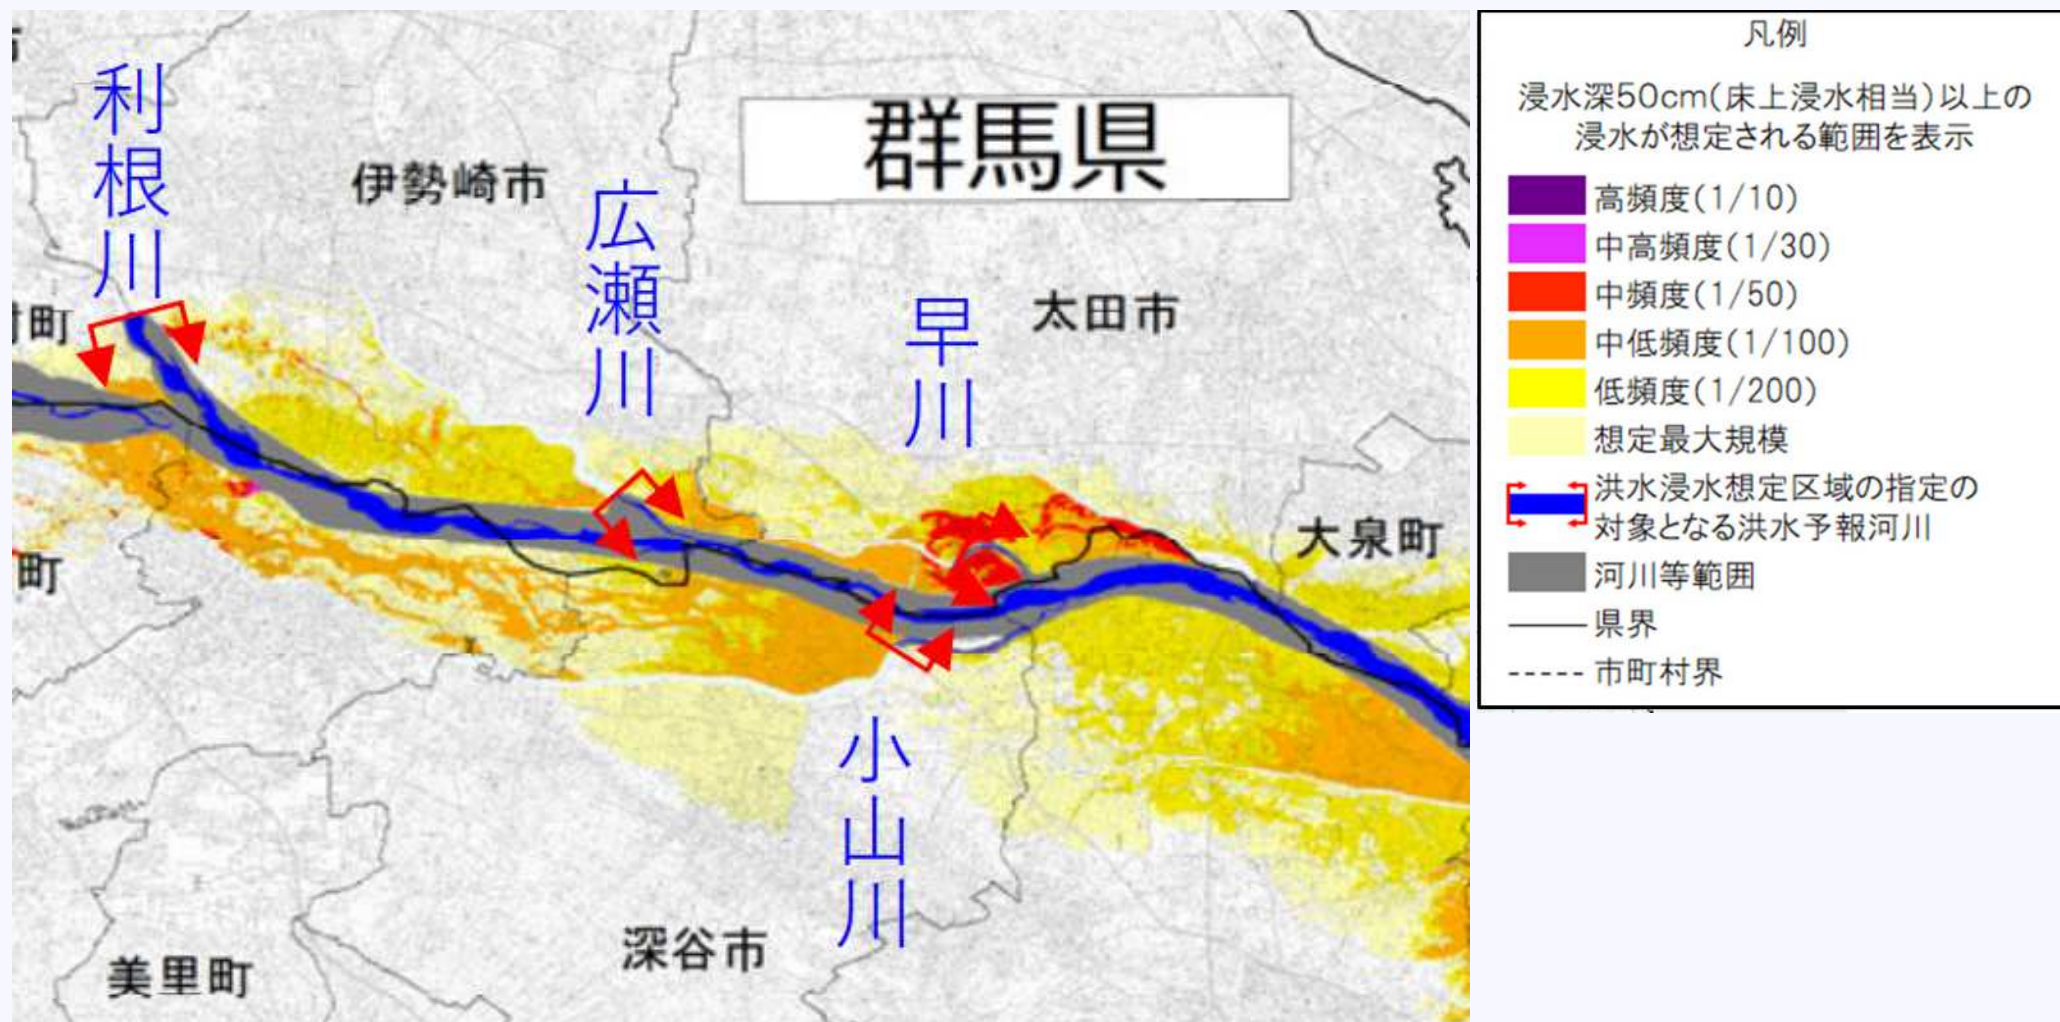 利根川
伊勢崎市
広瀬川
群馬県
早川
太田市
町
大泉町
町
小山川
深谷市
美里町
凡例
浸水深50cm(床上浸水相当)以上の
浸水が想定される範囲を表示
高頻度(1/10)
中高頻度(1/30)
中頻度(1/50)
中低頻度(1/100)
低頻度(1/200)
想定最大規模
洪水浸水想定区域の指定の
対象となる洪水予報河川
河川等範囲
県界
市町村界